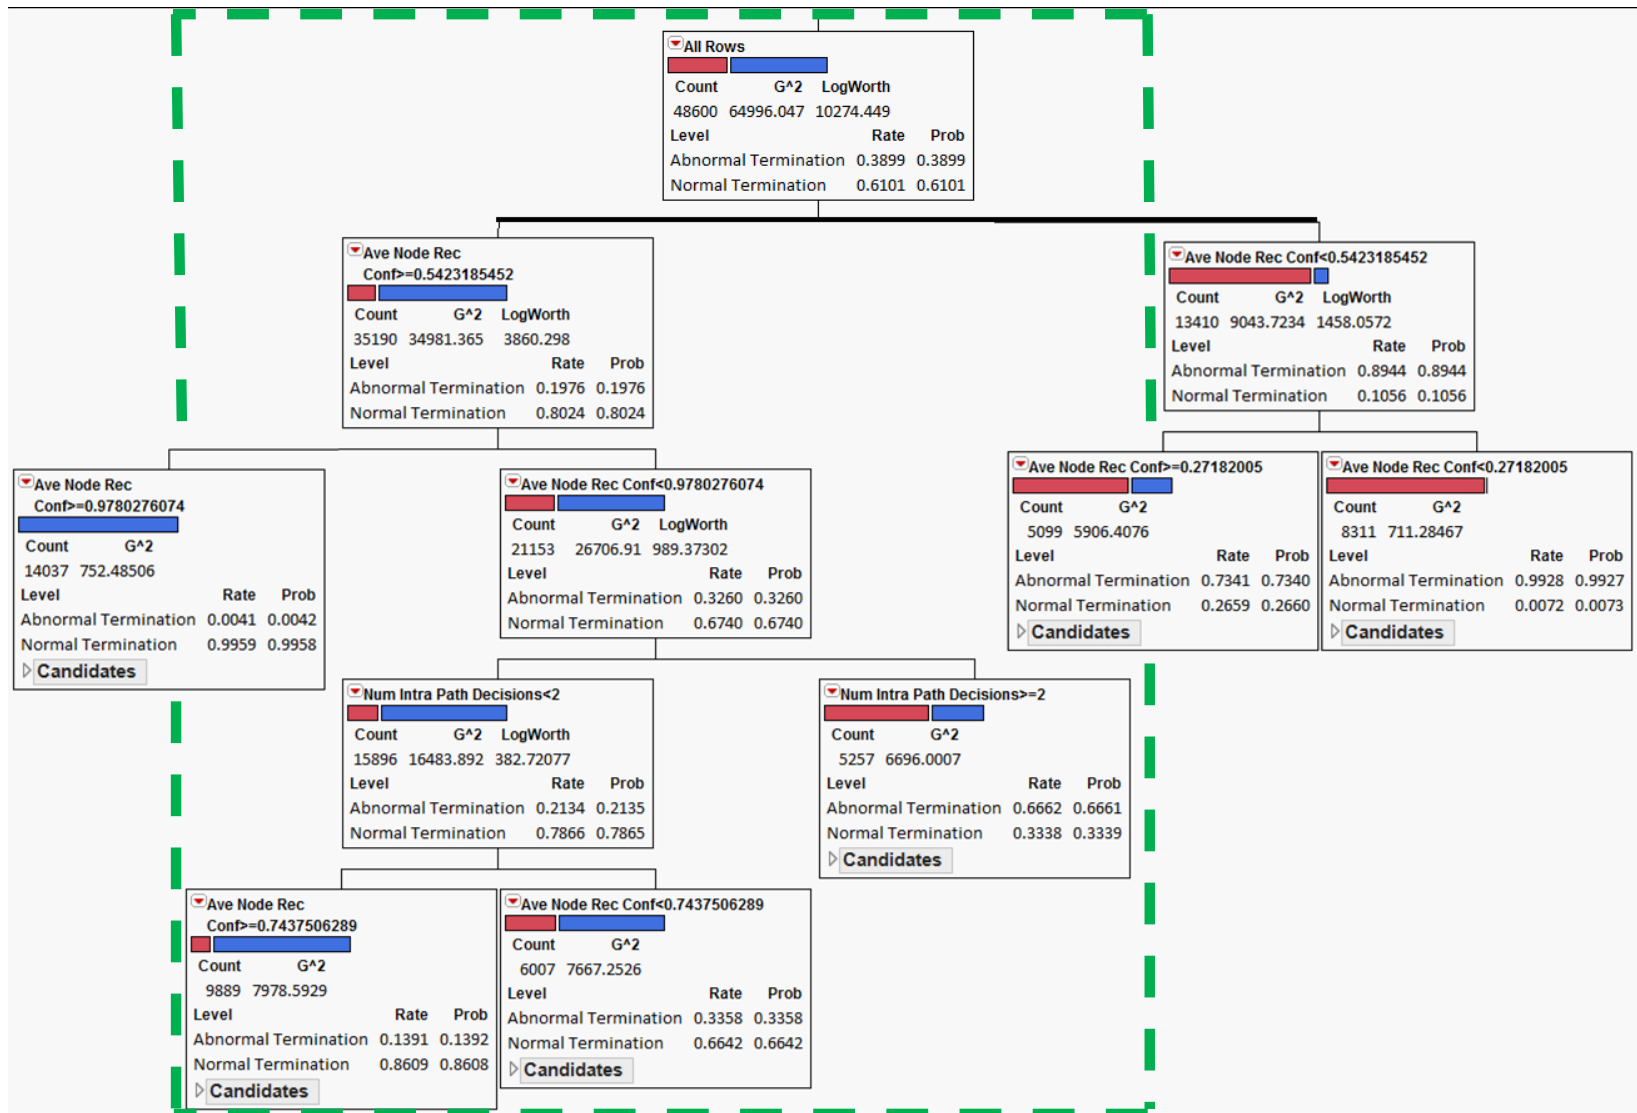 All Rows
Count G^2 LogWorth
48600 64996.047 10274.449
Level Rate Prob
Abnormal Termination 0.3899 0.3899
Normal Termination 0.6101 0.6101
Ave Node Rec
Conf>=0.5423185452
Count G^2 LogWorth
35190 34981.365 3860.298
Level Rate Prob
Abnormal Termination 0.1976 0.1976
Normal Termination 0.8024 0.8024
Ave Node Rec Conf<0.5423185452
Count G^2 LogWorth
13410 9043.7234 1458.0572
Level Rate Prob
Abnormal Termination 0.8944 0.8944
Normal Termination 0.1056 0.1056
Ave Node Rec
Conf>=0.9780276074
Count G^2
14037 752.48506
Level Rate Prob
Abnormal Termination 0.0041 0.0042
Normal Termination 0.9959 0.9958
Candidates
Ave Node Rec Conf<0.9780276074
Count G^2 LogWorth
21153 26706.91 989.37302
Level Rate Prob
Abnormal Termination 0.3260 0.3260
Normal Termination 0.6740 0.6740
Ave Node Rec Conf>=0.27182005
Count G^2
5099 5906.4076
Level Rate Prob
Abnormal Termination 0.7341 0.7340
Normal Termination 0.2659 0.2660
Candidates
Ave Node Rec Conf<0.27182005
Count G^2
8311 711.28467
Level Rate Prob
Abnormal Termination 0.9928 0.9927
Normal Termination 0.0072 0.0073
Candidates
Num Intra Path Decisions<2
Count G^2 LogWorth
15896 16483.892 382.72077
Level Rate Prob
Abnormal Termination 0.2134 0.2135
Normal Termination 0.7866 0.7865
Num Intra Path Decisions>=2
Count G^2
5257 6696.0007
Level Rate Prob
Abnormal Termination 0.6662 0.6661
Normal Termination 0.3338 0.3339
Candidates
Ave Node Rec
Conf>=0.7437506289
Count G^2
9889 7978.5929
Level Rate Prob
Abnormal Termination 0.1391 0.1392
Normal Termination 0.8609 0.8608
Candidates
Ave Node Rec Conf<0.7437506289
Count G^2
6007 7667.2526
Level Rate Prob
Abnormal Termination 0.3358 0.3358
Normal Termination 0.6642 0.6642
Candidates